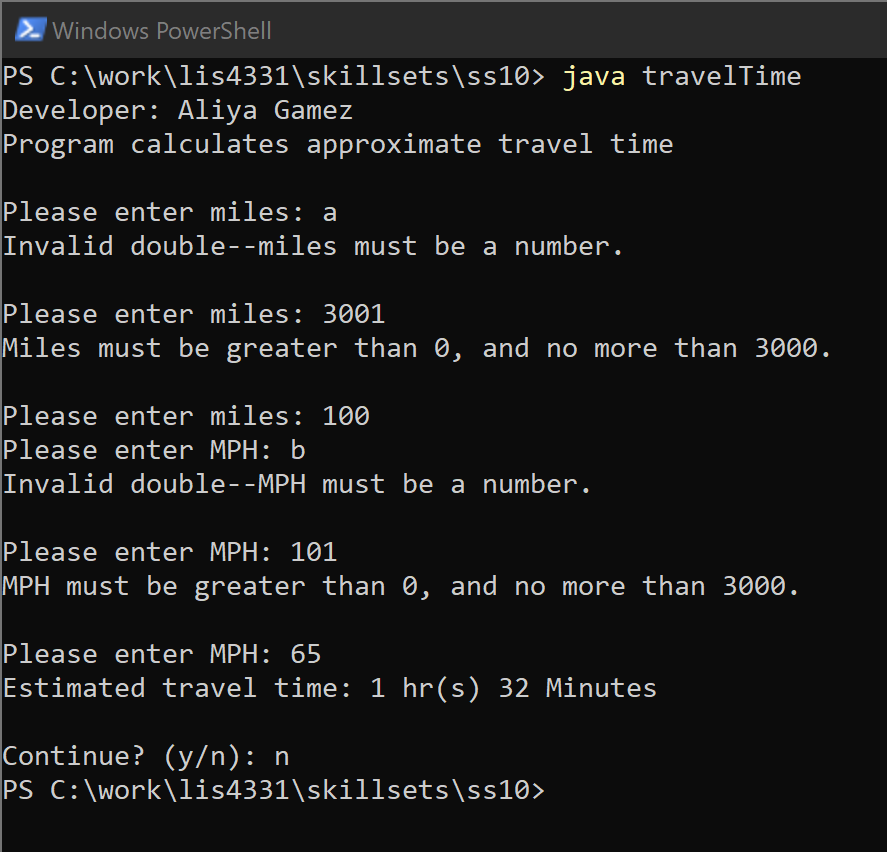 Windows PowerShell
PS C:\work\lis4331\skillsets\ss10> java travelTime
Developer: Aliya Gamez
Program calculates approximate travel time
Please enter miles: a
Invalid double--miles must be a number.
Please enter miles: 3001
Miles must be greater than 0, and no more than 3000.
Please enter miles: 100
Please enter MPH: b
Invalid double--MPH must be a number.
Please enter MPH: 101
MPH must be greater than 0, and no more than 3000.
Please enter MPH: 65
Estimated travel time: 1 hr(s) 32 Minutes
Continue? (y/n): n
PS C:\work\lis4331\skillsets\ss10>